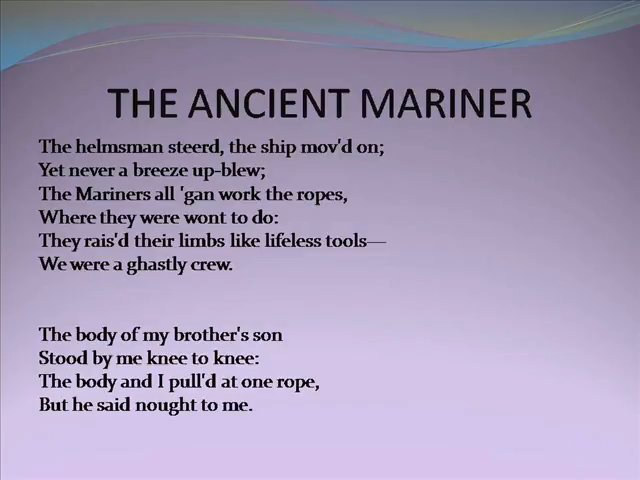 THE ANCIENT MARINER
The helmsman steerd, the ship mov'd on;
Yet never a breeze up-blew;
The Mariners all 'gan work the ropes,
Where they were wont to do:
They rais'd their limbs like lifeless tools—
We were a ghastly crew.
The body of my brother's son
Stood by me knee to knee:
The body and I pull'd at one rope,
But he said nought to me.